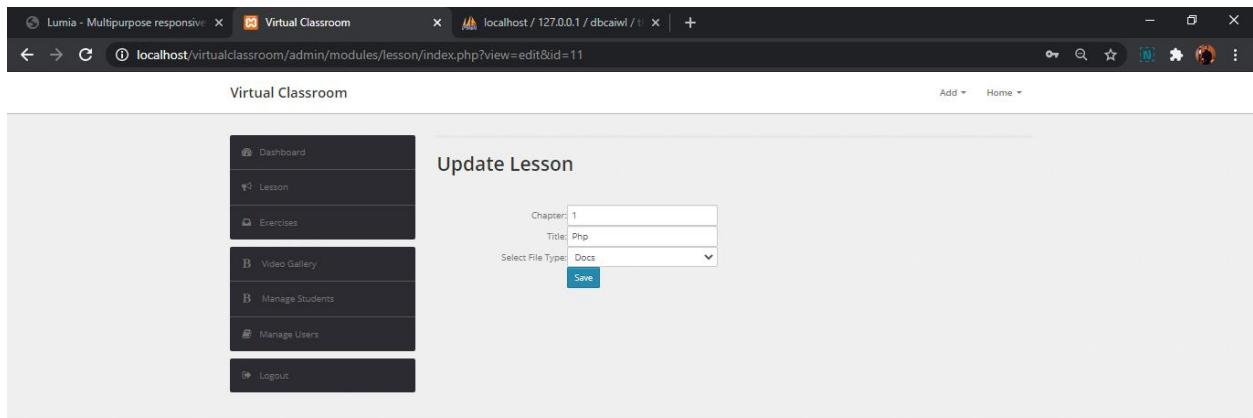 Lumia - Multipurpose responsive
Virtual Classroom
localhost / 127.0.0.1 / dbcaiwl /
localhost/virtualclassroom/admin/modules/lesson/index.php?view=edit&id=11
Virtual Classroom
Add
Home
Dashboard
Lesson
Exercises
B Video Gallery
B Manage Students
Manage Users
Logout
Update Lesson
Chapter: 1
Title: Php
Select File Type: Docs
Save